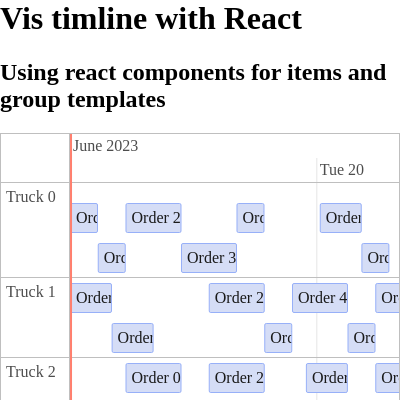 Vis timline with React
Using react components for items and
group templates
June 2023
Tue 20
Truck 0
Ord Order 2 Ord Order
Ord Order 3 Ord
Truck 1
Order Order 2 Order 4 Or
Order Ord Ord
Truck 2
Order 0 Order 2 Order Or